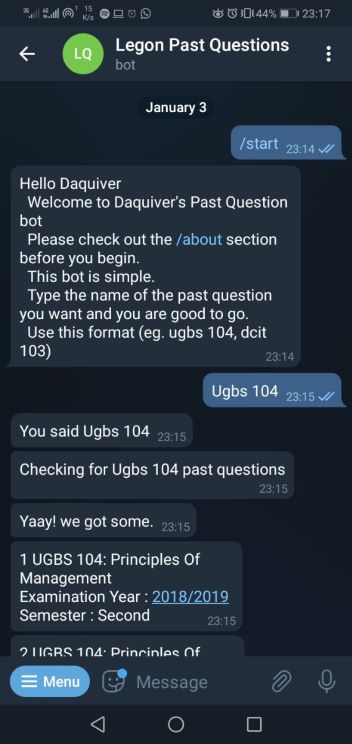 3G 4G 1 15 K/s 44% 23:17
LQ Legon Past Questions
bot
January 3
/start 23:14
Hello Daquiver
Welcome to Daquiver's Past Question
bot
Please check out the /about section
before you begin.
This bot is simple.
Type the name of the past question
you want and you are good to go.
Use this format (eg. ugbs 104, dcit
103)
23:14
Ugbs 104 23:15
You said Ugbs 104 23:15
Checking for Ugbs 104 past questions
23:15
Yaay! we got some. 23:15
1 UGBS 104: Principles Of
Management
Examination Year : 2018/2019
Semester : Second
23:15
2 UGBS 104: Principles Of
Menu Message